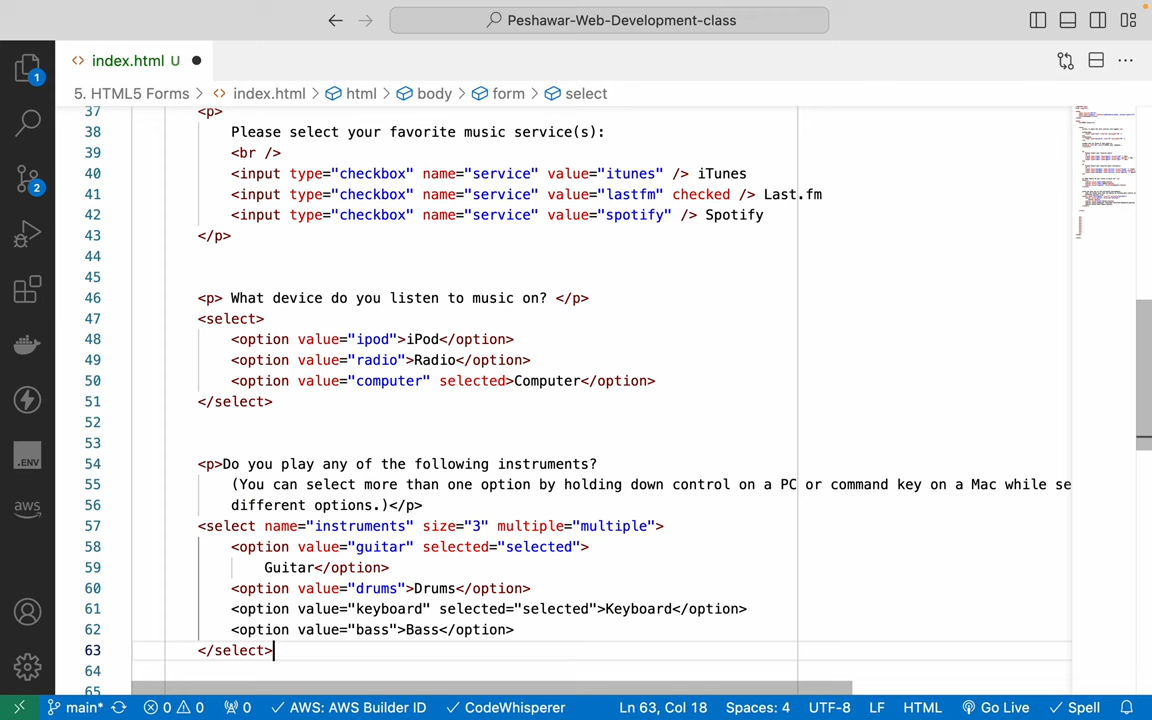 Peshawar-Web-Development-class
index.html U
1
5. HTML5 Forms > index.html > html > body > form > select
37 <p>
38 Please select your favorite music service(s):
39 <br />
40 <input type="checkbox" name="service" value="itunes" /> iTunes
41 <input type="checkbox" name="service" value="lastfm" checked /> Last.fm
42 <input type="checkbox" name="service" value="spotify" /> Spotify
43 </p>
44
45
46 <p> What device do you listen to music on? </p>
47 <select>
48 <option value="ipod">iPod</option>
49 <option value="radio">Radio</option>
50 <option value="computer" selected>Computer</option>
51 </select>
52
53
54 <p>Do you play any of the following instruments?
55 (You can select more than one option by holding down control on a PC or command key on a Mac while se
56 different options.)</p>
57 <select name="instruments" size="3" multiple="multiple">
58 <option value="guitar" selected="selected">
59 Guitar</option>
60 <option value="drums">Drums</option>
61 <option value="keyboard" selected="selected">Keyboard</option>
62 <option value="bass">Bass</option>
63 </select>
64
65
2
.ENV
aws
main* 0 0 0 AWS: AWS Builder ID CodeWhisperer Ln 63, Col 18 Spaces: 4 UTF-8 LF HTML Go Live Spell